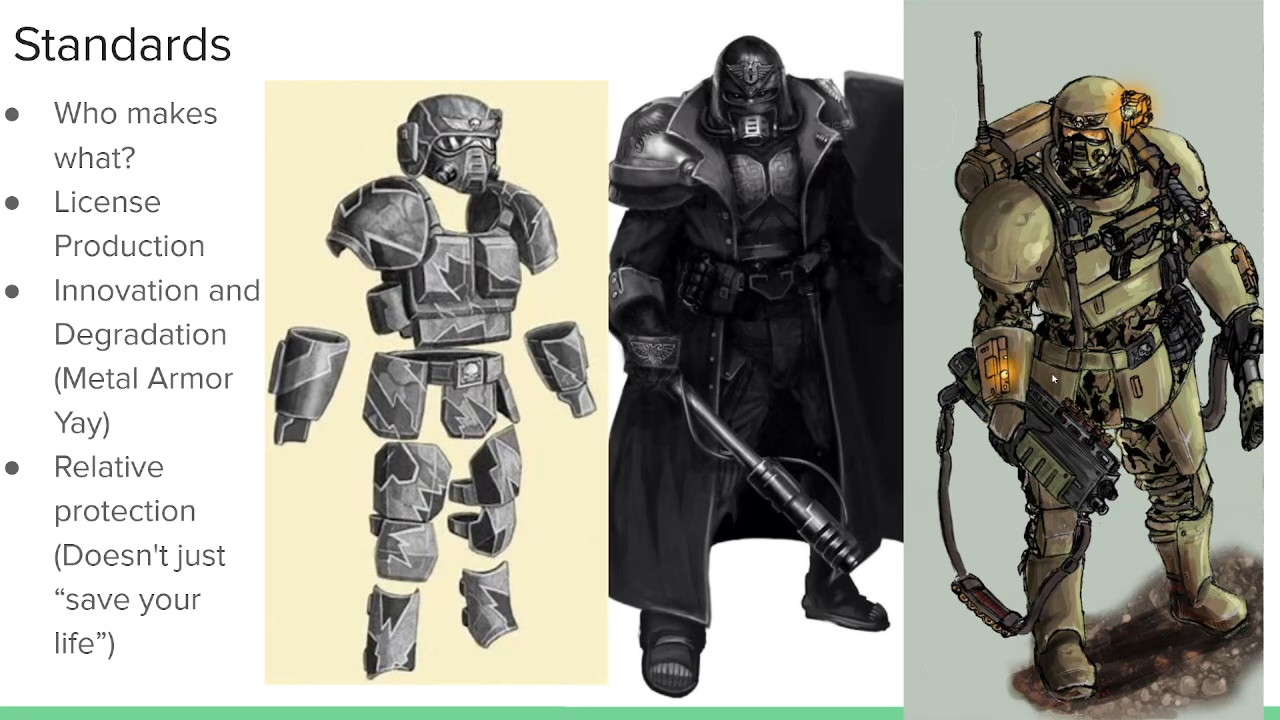 Standards
● Who makes
what?
● License
Production
● Innovation and
Degradation
(Metal Armor
Yay)
● Relative
protection
(Doesn't just
“save your
life”)